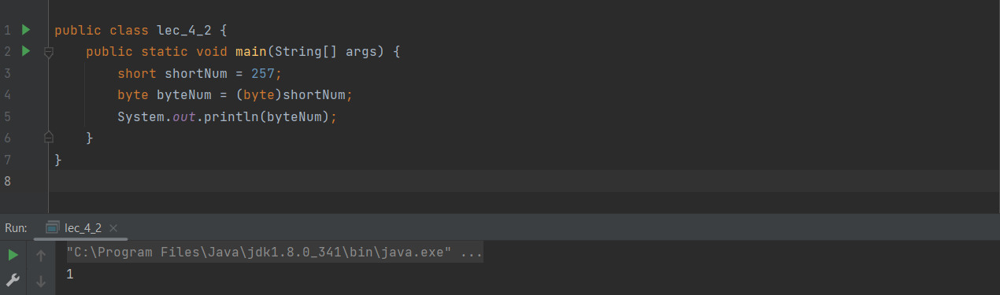 1 public class lec_4_2 {
2 public static void main(String[] args) {
3 short shortNum = 257;
4 byte byteNum = (byte)shortNum;
5 System.out.println(byteNum);
6 }
7 }
8
Run: lec_4_2 ×
"C:\Program Files\Java\jdk1.8.0_341\bin\java.exe" ...
1